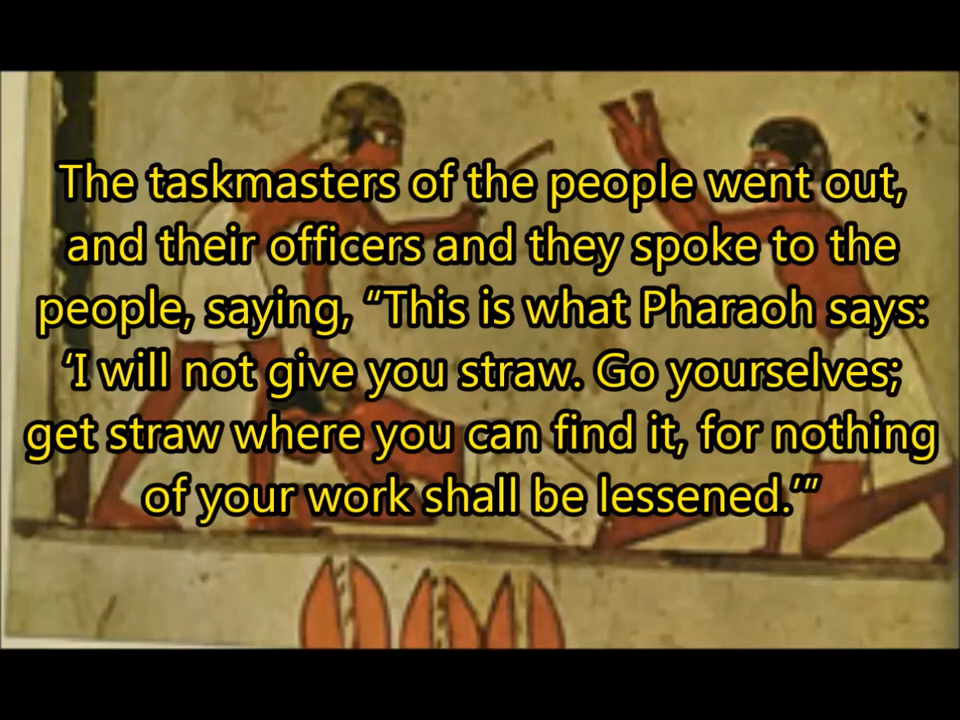 The taskmasters of the people went out,
and their officers and they spoke to the
people, saying, “This is what Pharaoh says:
‘I will not give you straw. Go yourselves;
get straw where you can find it, for nothing
of your work shall be lessened.’”